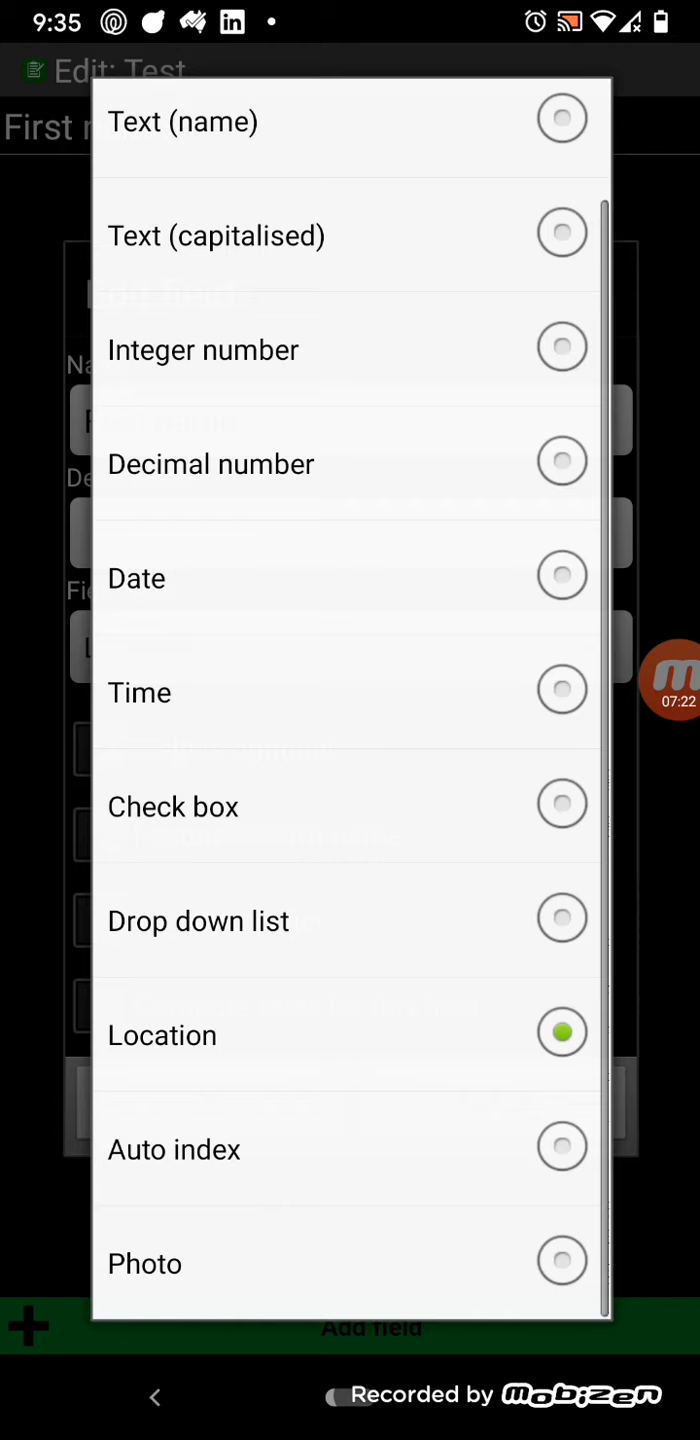 9:35
Edit: Test
First
Text (name)
Text (capitalised)
Integer number
Decimal number
Date
Time
Check box
Drop down list
Location
Auto index
Photo
07:22
Add field
Recorded by mobizen